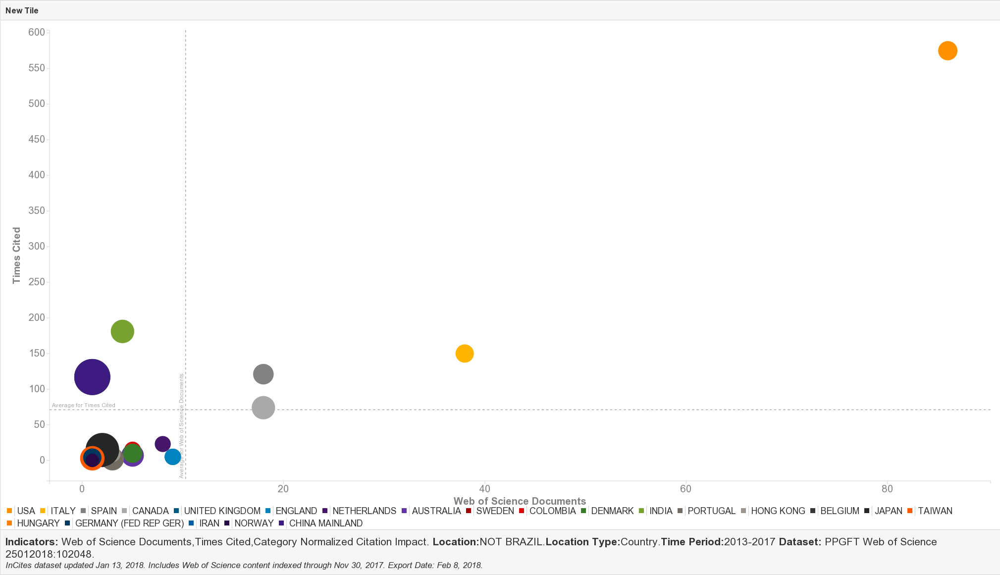 New Tile
600
550
500
450
400
350
300
250
200
150
100
50
0
Times Cited
Average for Times Cited
Average for Web of Science Documents
0 20 40 60 80
Web of Science Documents
USA ITALY SPAIN CANADA UNITED KINGDOM ENGLAND NETHERLANDS AUSTRALIA SWEDEN COLOMBIA DENMARK INDIA PORTUGAL HONG KONG BELGIUM JAPAN TAIWAN
HUNGARY GERMANY (FED REP GER) IRAN NORWAY CHINA MAINLAND
Indicators: Web of Science Documents,Times Cited,Category Normalized Citation Impact. Location:NOT BRAZIL.Location Type:Country.Time Period:2013-2017 Dataset: PPGFT Web of Science
25012018:102048.
InCites dataset updated Jan 13, 2018. Includes Web of Science content indexed through Nov 30, 2017. Export Date: Feb 8, 2018.